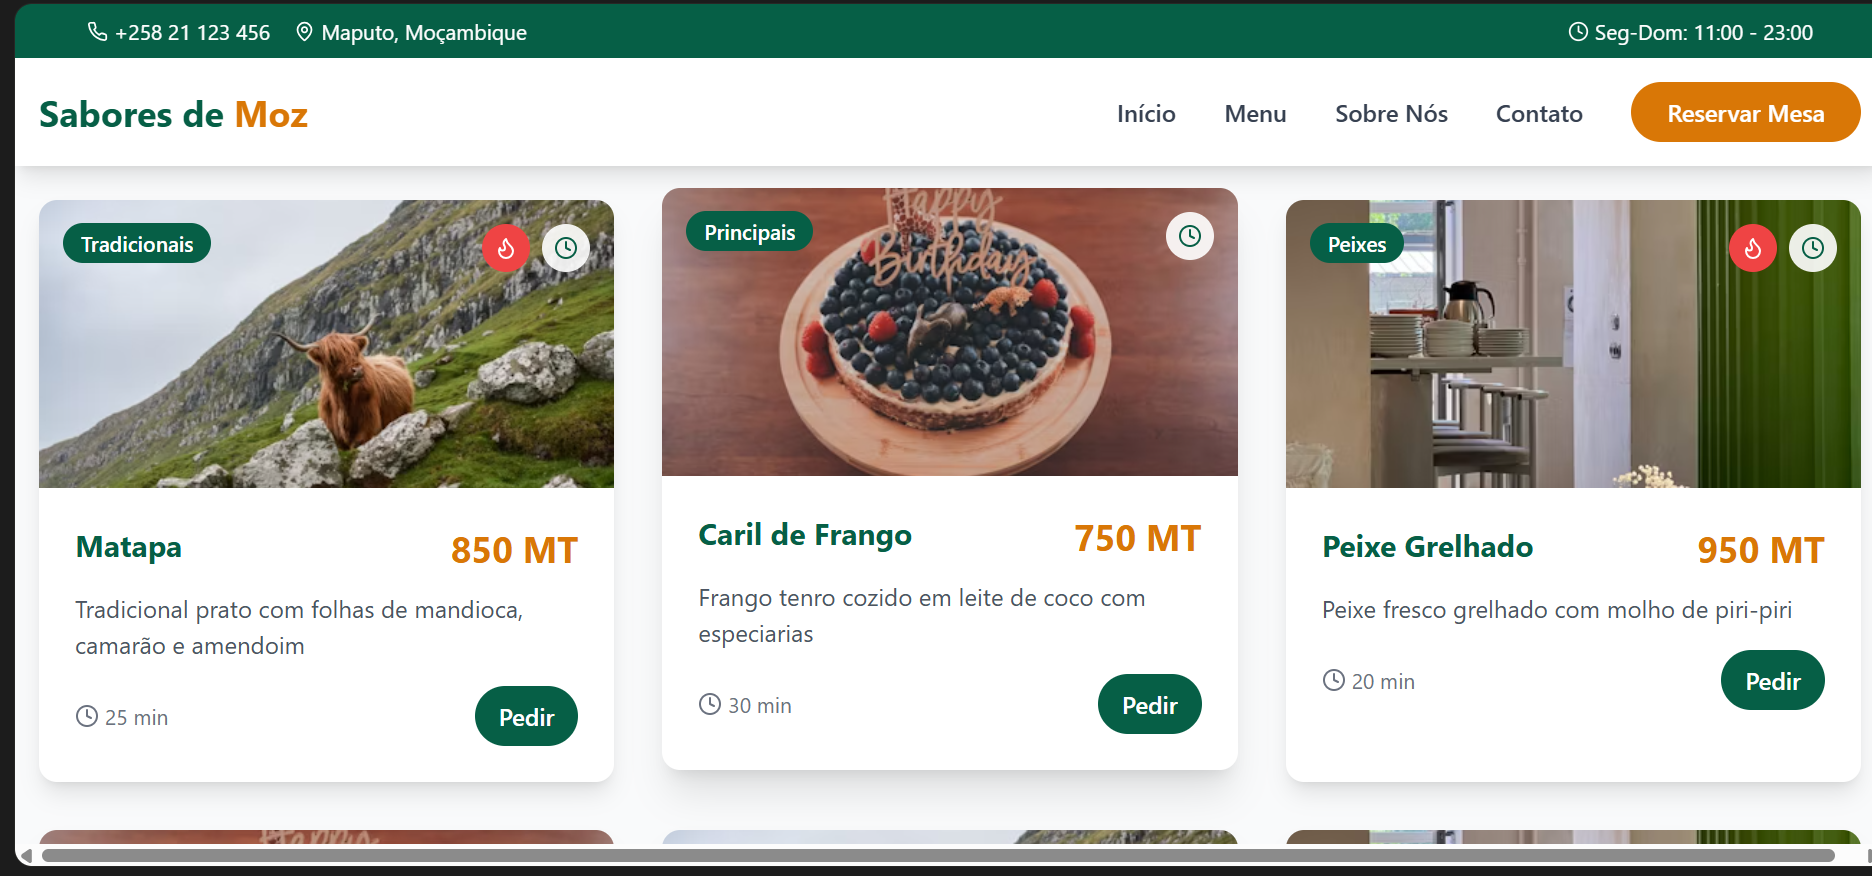 +258 21 123 456 Maputo, Moçambique Seg-Dom: 11:00 - 23:00
Sabores de Moz Início Menu Sobre Nós Contato Reservar Mesa
Tradicionais
Matapa 850 MT
Tradicional prato com folhas de mandioca,
camarão e amendoim
25 min Pedir
Principais
Happy
Birthday
Caril de Frango 750 MT
Frango tenro cozido em leite de coco com
especiarias
30 min Pedir
Peixes
Peixe Grelhado 950 MT
Peixe fresco grelhado com molho de piri-piri
20 min Pedir
Happy